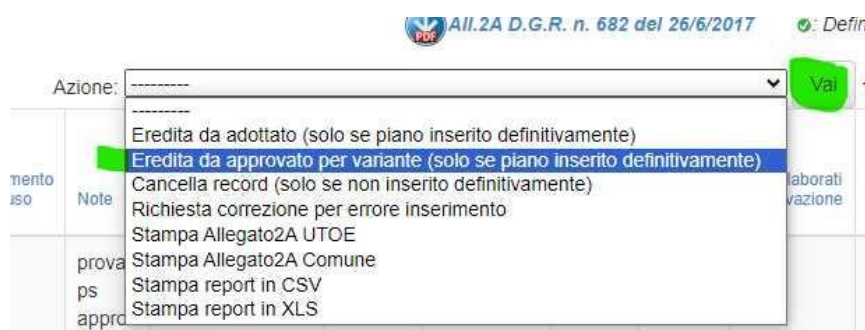 PDF All.2A D.G.R. n. 682 del 26/6/2017 : Defin
Azione: --------- Vai
---------
Eredita da adottato (solo se piano inserito definitivamente)
Eredita da approvato per variante (solo se piano inserito definitivamente)
Cancella record (solo se non inserito definitivamente)
Richiesta correzione per errore inserimento
Stampa Allegato2A UTOE
Stampa Allegato2A Comune
Stampa report in CSV
Stampa report in XLS
mento
uso
Note
laborati
vazione
prova
ps
appro